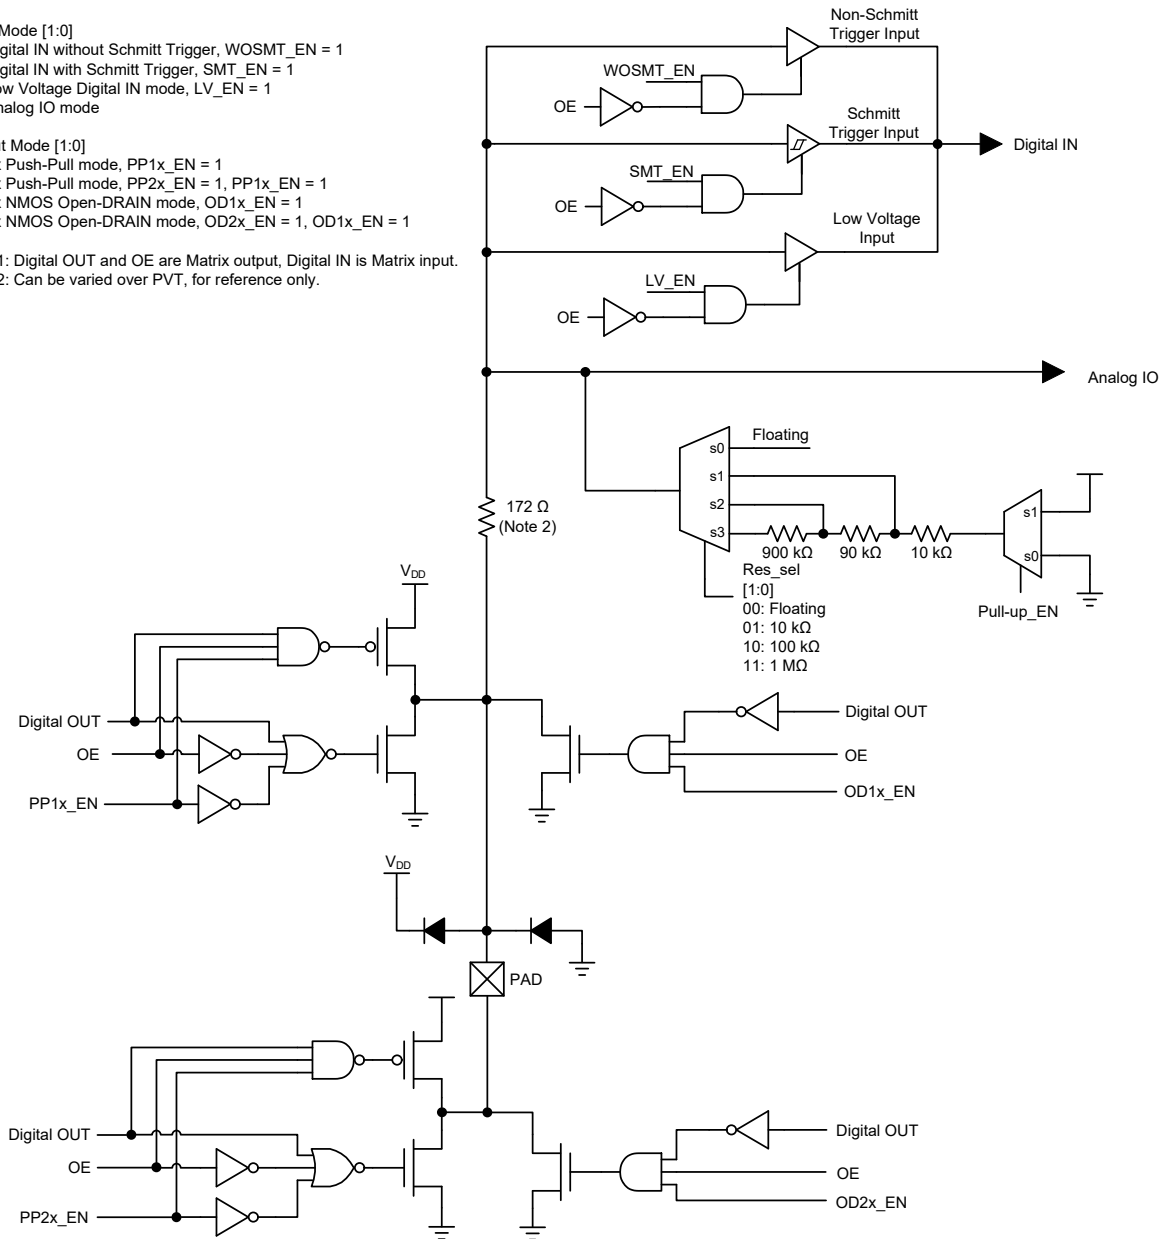 Mode [1:0]
gital IN without Schmitt Trigger, WOSMT_EN = 1
gital IN with Schmitt Trigger, SMT_EN = 1
ow Voltage Digital IN mode, LV_EN = 1
nalog IO mode
t Mode [1:0]
Push-Pull mode, PP1x_EN = 1
Push-Pull mode, PP2x_EN = 1, PP1x_EN = 1
NMOS Open-DRAIN mode, OD1x_EN = 1
NMOS Open-DRAIN mode, OD2x_EN = 1, OD1x_EN = 1
1: Digital OUT and OE are Matrix output, Digital IN is Matrix input.
2: Can be varied over PVT, for reference only.
Non-Schmitt
Trigger Input
WOSMT_EN
OE
Schmitt
Trigger Input
Digital IN
SMT_EN
OE
Low Voltage
Input
LV_EN
OE
Analog IO
Floating
s0
s1
s2
s3
900 kΩ
90 kΩ
10 kΩ
s1
s0
Pull-up_EN
Res_sel
[1:0]
00: Floating
01: 10 kΩ
10: 100 kΩ
11: 1 MΩ
172 Ω
(Note 2)
VDD
Digital OUT
OE
PP1x_EN
Digital OUT
OE
OD1x_EN
VDD
PAD
Digital OUT
OE
PP2x_EN
Digital OUT
OE
OD2x_EN